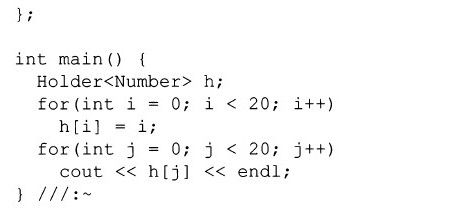 };
int main() {
Holder<Number> h;
for(int i = 0; i < 20; i++)
h[i] = i;
for(int j = 0; j < 20; j++)
cout << h[j] << endl;
} ///:~